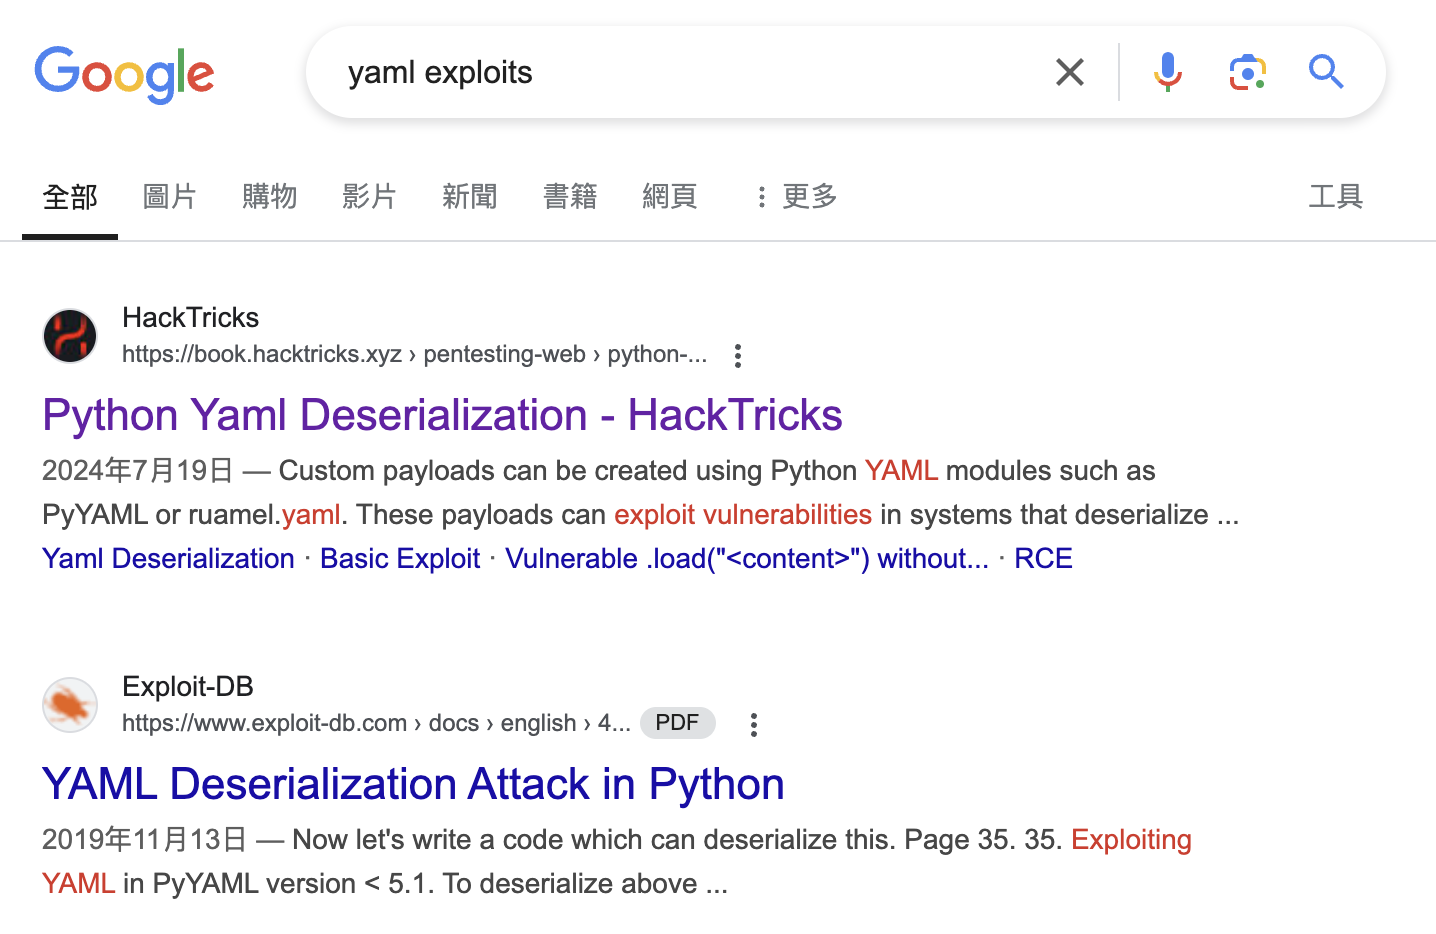 Google
yaml exploits
全部 圖片 購物 影片 新聞 書籍 網頁 更多 工具
HackTricks
https://book.hacktricks.xyz › pentesting-web › python-...
Python Yaml Deserialization - HackTricks
2024年7月19日 — Custom payloads can be created using Python YAML modules such as
PyYAML or ruamel.yaml. These payloads can exploit vulnerabilities in systems that deserialize ...
Yaml Deserialization · Basic Exploit · Vulnerable .load("<content>") without... · RCE
Exploit-DB
https://www.exploit-db.com › docs › english › 4... PDF
YAML Deserialization Attack in Python
2019年11月13日 — Now let's write a code which can deserialize this. Page 35. 35. Exploiting
YAML in PyYAML version < 5.1. To deserialize above ...